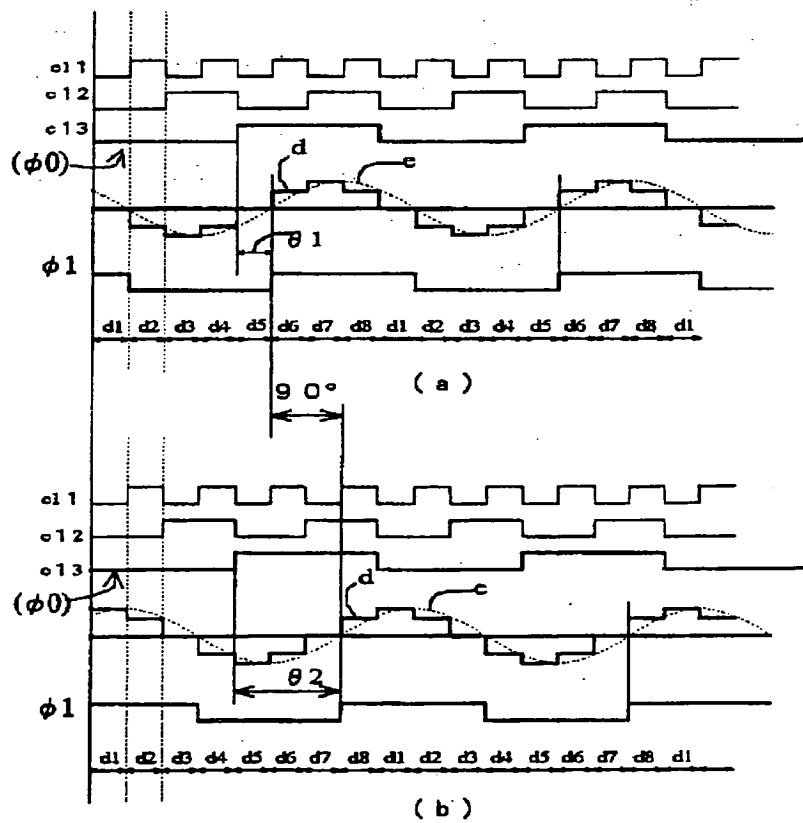 c11
c12
c13
(φ0)
d
e
θ1
φ1
d1 d2 d3 d4 d5 d6 d7 d8 d1 d2 d3 d4 d5 d6 d7 d8 d1
(a)
90°
c11
c12
c13
(φ0)
d
e
θ2
φ1
d1 d2 d3 d4 d5 d6 d7 d8 d1 d2 d3 d4 d5 d6 d7 d8 d1
(b)